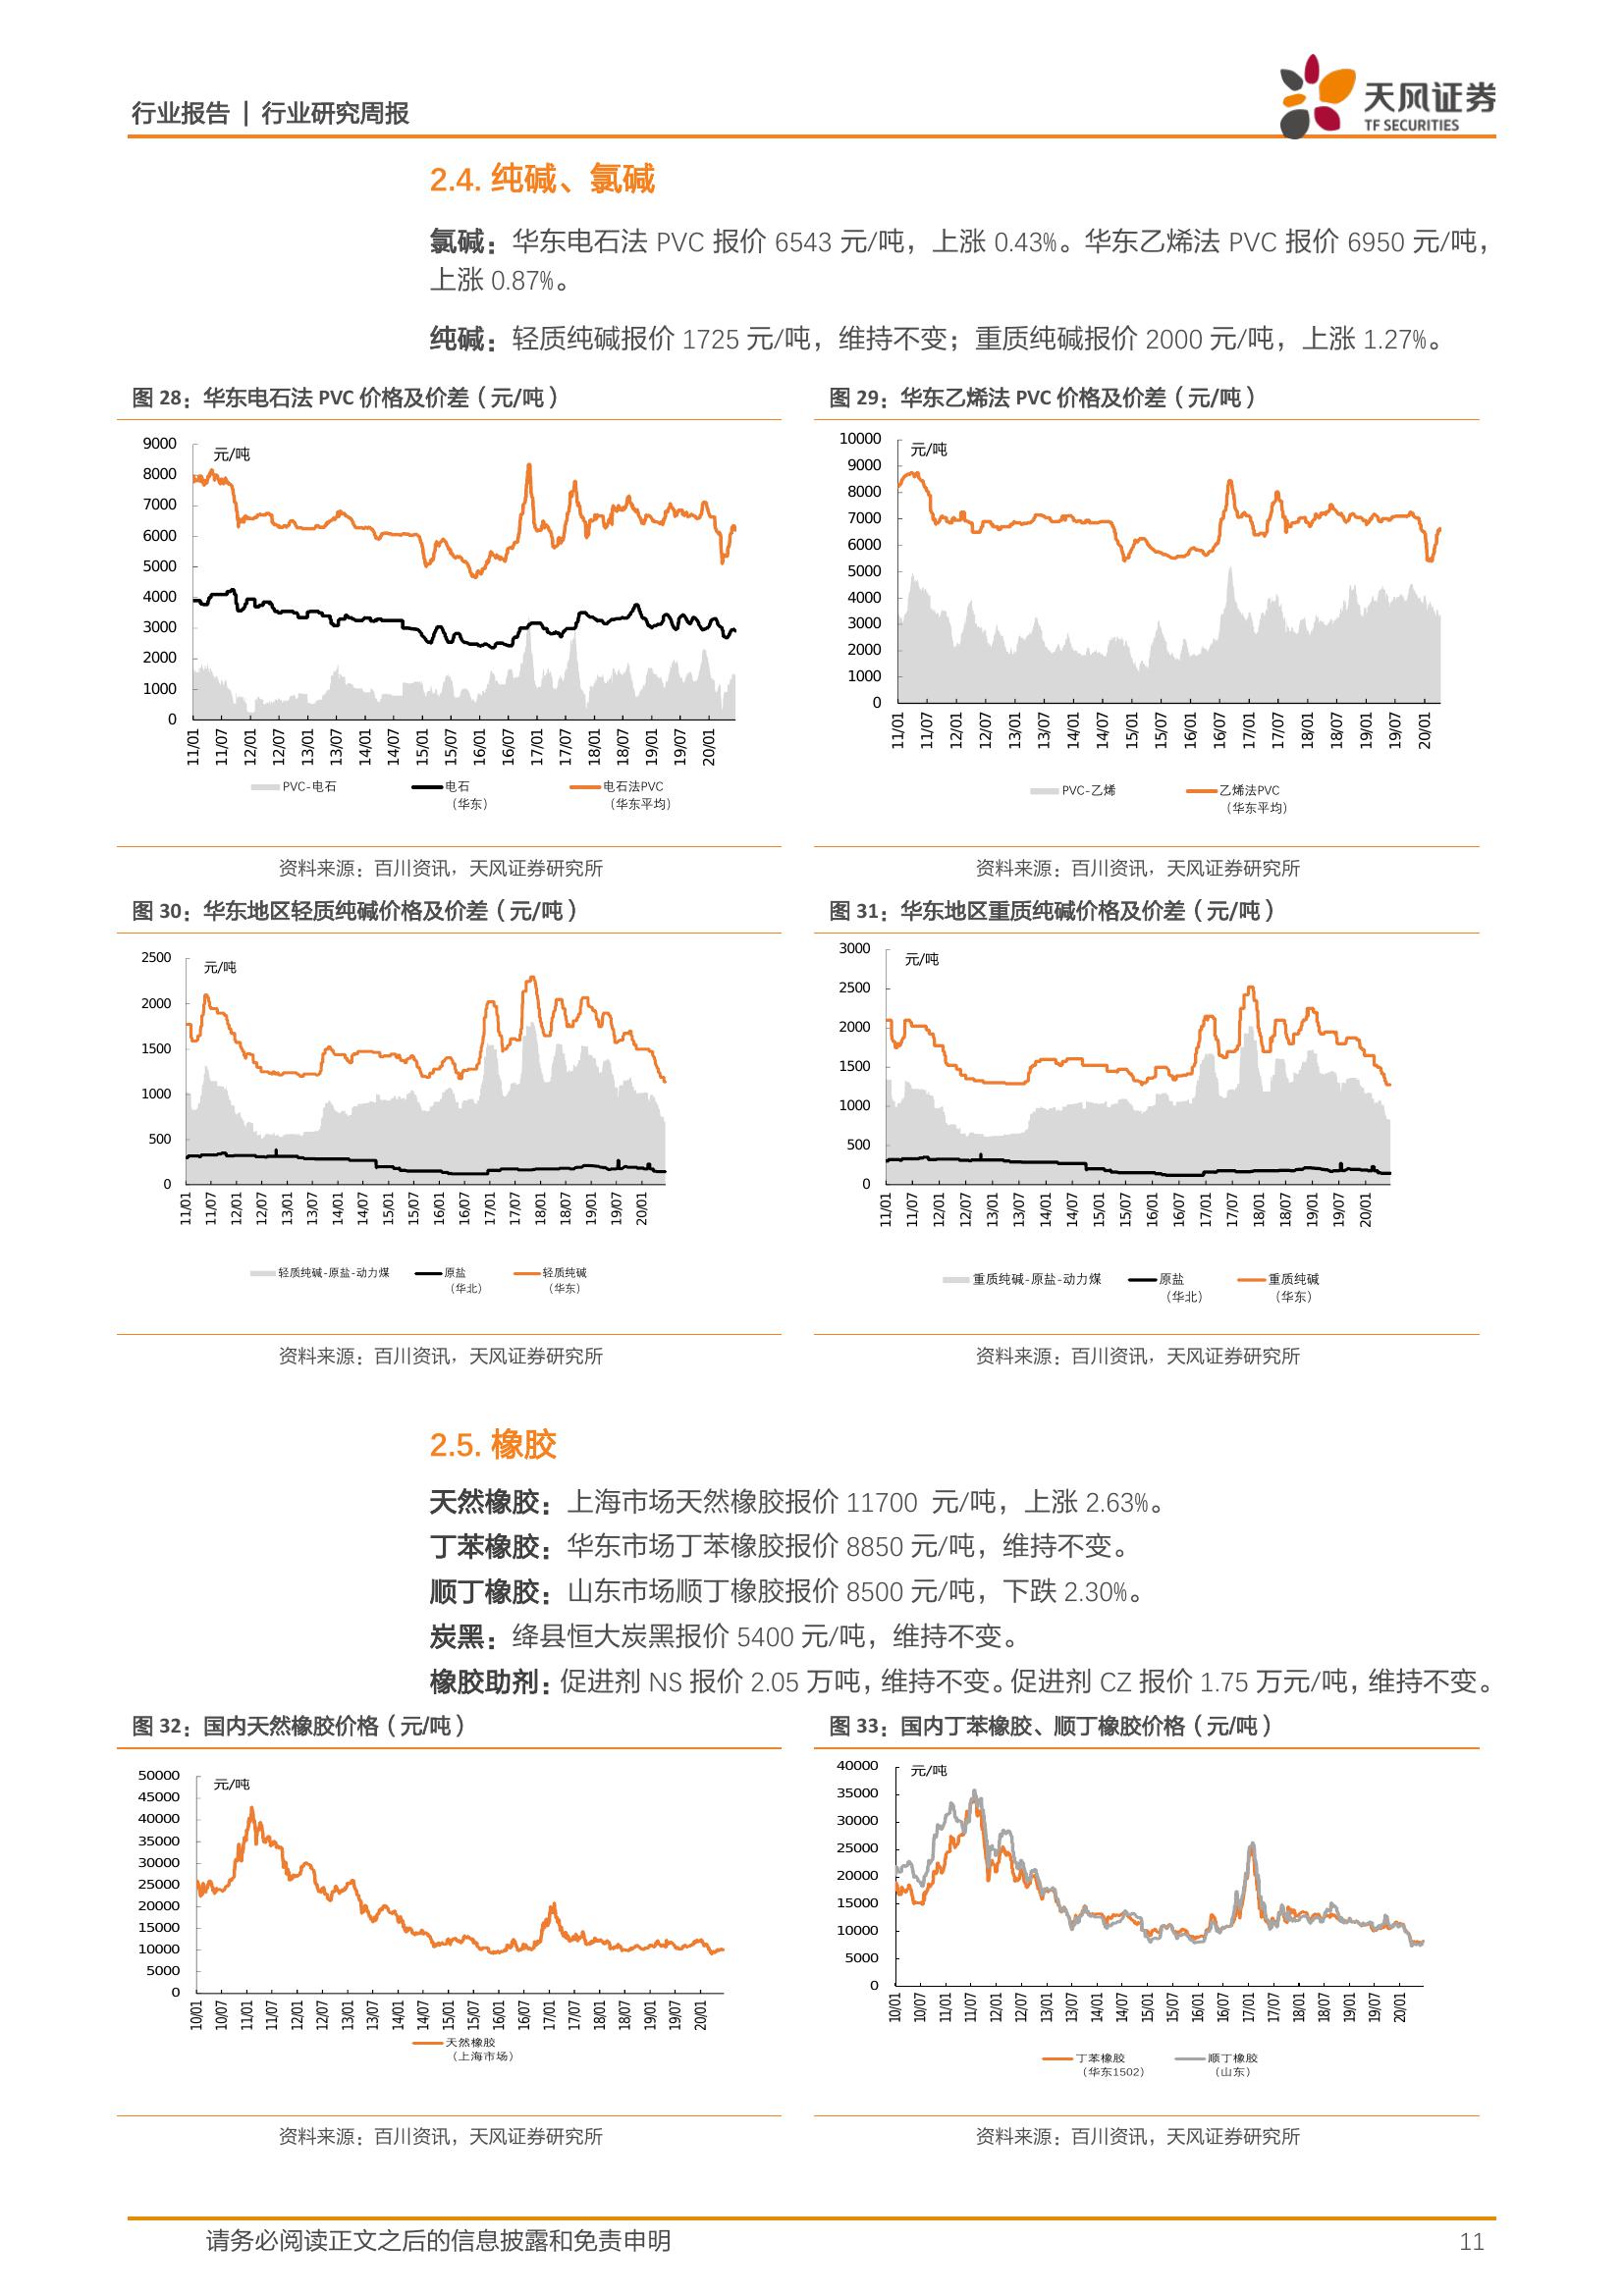 行业报告 | 行业研究周报
天风证券
TF SECURITIES
2.4. 纯碱、氯碱
氯碱：华东电石法 PVC 报价 6543 元/吨，上涨 0.43%。华东乙烯法 PVC 报价 6950 元/吨，
上涨 0.87%。
纯碱：轻质纯碱报价 1725 元/吨，维持不变；重质纯碱报价 2000 元/吨，上涨 1.27%。
图 28：华东电石法 PVC 价格及价差（元/吨）
元/吨
9000
8000
7000
6000
5000
4000
3000
2000
1000
0
11/01 11/07 12/01 12/07 13/01 13/07 14/01 14/07 15/01 15/07 16/01 16/07 17/01 17/07 18/01 18/07 19/01 19/07 20/01
PVC-电石 电石 电石法PVC
（华东） （华东平均）
资料来源：百川资讯，天风证券研究所
图 29：华东乙烯法 PVC 价格及价差（元/吨）
元/吨
10000
9000
8000
7000
6000
5000
4000
3000
2000
1000
0
11/01 11/07 12/01 12/07 13/01 13/07 14/01 14/07 15/01 15/07 16/01 16/07 17/01 17/07 18/01 18/07 19/01 19/07 20/01
PVC-乙烯 乙烯法PVC
（华东平均）
资料来源：百川资讯，天风证券研究所
图 30：华东地区轻质纯碱价格及价差（元/吨）
元/吨
2500
2000
1500
1000
500
0
11/01 11/07 12/01 12/07 13/01 13/07 14/01 14/07 15/01 15/07 16/01 16/07 17/01 17/07 18/01 18/07 19/01 19/07 20/01
轻质纯碱-原盐-动力煤 原盐 轻质纯碱
（华北） （华东）
资料来源：百川资讯，天风证券研究所
图 31：华东地区重质纯碱价格及价差（元/吨）
元/吨
3000
2500
2000
1500
1000
500
0
11/01 11/07 12/01 12/07 13/01 13/07 14/01 14/07 15/01 15/07 16/01 16/07 17/01 17/07 18/01 18/07 19/01 19/07 20/01
重质纯碱-原盐-动力煤 原盐 重质纯碱
（华北） （华东）
资料来源：百川资讯，天风证券研究所
2.5. 橡胶
天然橡胶：上海市场天然橡胶报价 11700 元/吨，上涨 2.63%。
丁苯橡胶：华东市场丁苯橡胶报价 8850 元/吨，维持不变。
顺丁橡胶：山东市场顺丁橡胶报价 8500 元/吨，下跌 2.30%。
炭黑：绛县恒大炭黑报价 5400 元/吨，维持不变。
橡胶助剂：促进剂 NS 报价 2.05 万吨，维持不变。促进剂 CZ 报价 1.75 万元/吨，维持不变。
图 32：国内天然橡胶价格（元/吨）
元/吨
50000
45000
40000
35000
30000
25000
20000
15000
10000
5000
0
10/01 10/07 11/01 11/07 12/01 12/07 13/01 13/07 14/01 14/07 15/01 15/07 16/01 16/07 17/01 17/07 18/01 18/07 19/01 19/07 20/01
天然橡胶
（上海市场）
资料来源：百川资讯，天风证券研究所
图 33：国内丁苯橡胶、顺丁橡胶价格（元/吨）
元/吨
40000
35000
30000
25000
20000
15000
10000
5000
0
10/01 10/07 11/01 11/07 12/01 12/07 13/01 13/07 14/01 14/07 15/01 15/07 16/01 16/07 17/01 17/07 18/01 18/07 19/01 19/07 20/01
丁苯橡胶 顺丁橡胶
（华东1502） （山东）
资料来源：百川资讯，天风证券研究所
请务必阅读正文之后的信息披露和免责申明
11